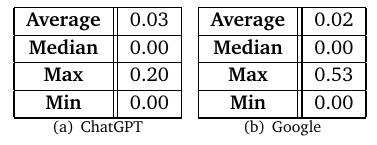 Average 0.03
Median 0.00
Max 0.20
Min 0.00
(a) ChatGPT
Average 0.02
Median 0.00
Max 0.53
Min 0.00
(b) Google